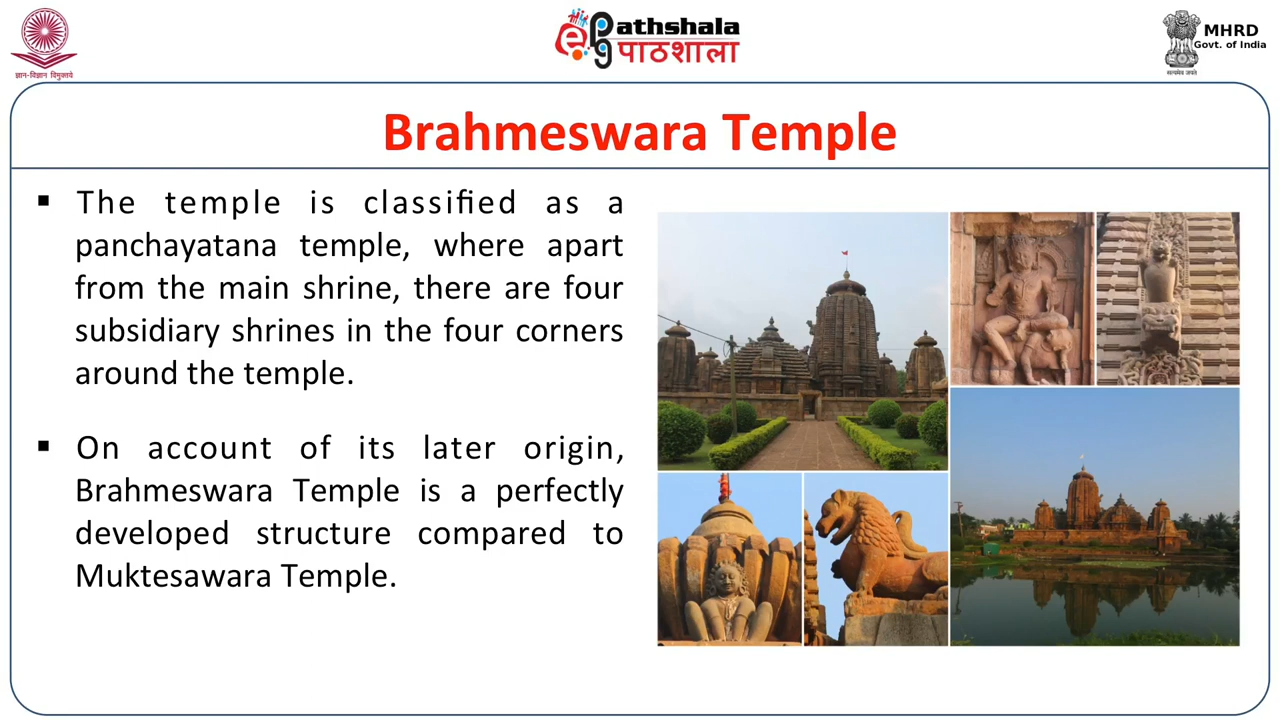 ज्ञान-विज्ञान विमुक्तये
ePathshala
पाठशाला
MHRD
Govt. of India
सत्यमेव जयते
Brahmeswara Temple
▪ The temple is classified as a
panchayatana temple, where apart
from the main shrine, there are four
subsidiary shrines in the four corners
around the temple.
▪ On account of its later origin,
Brahmeswara Temple is a perfectly
developed structure compared to
Muktesawara Temple.